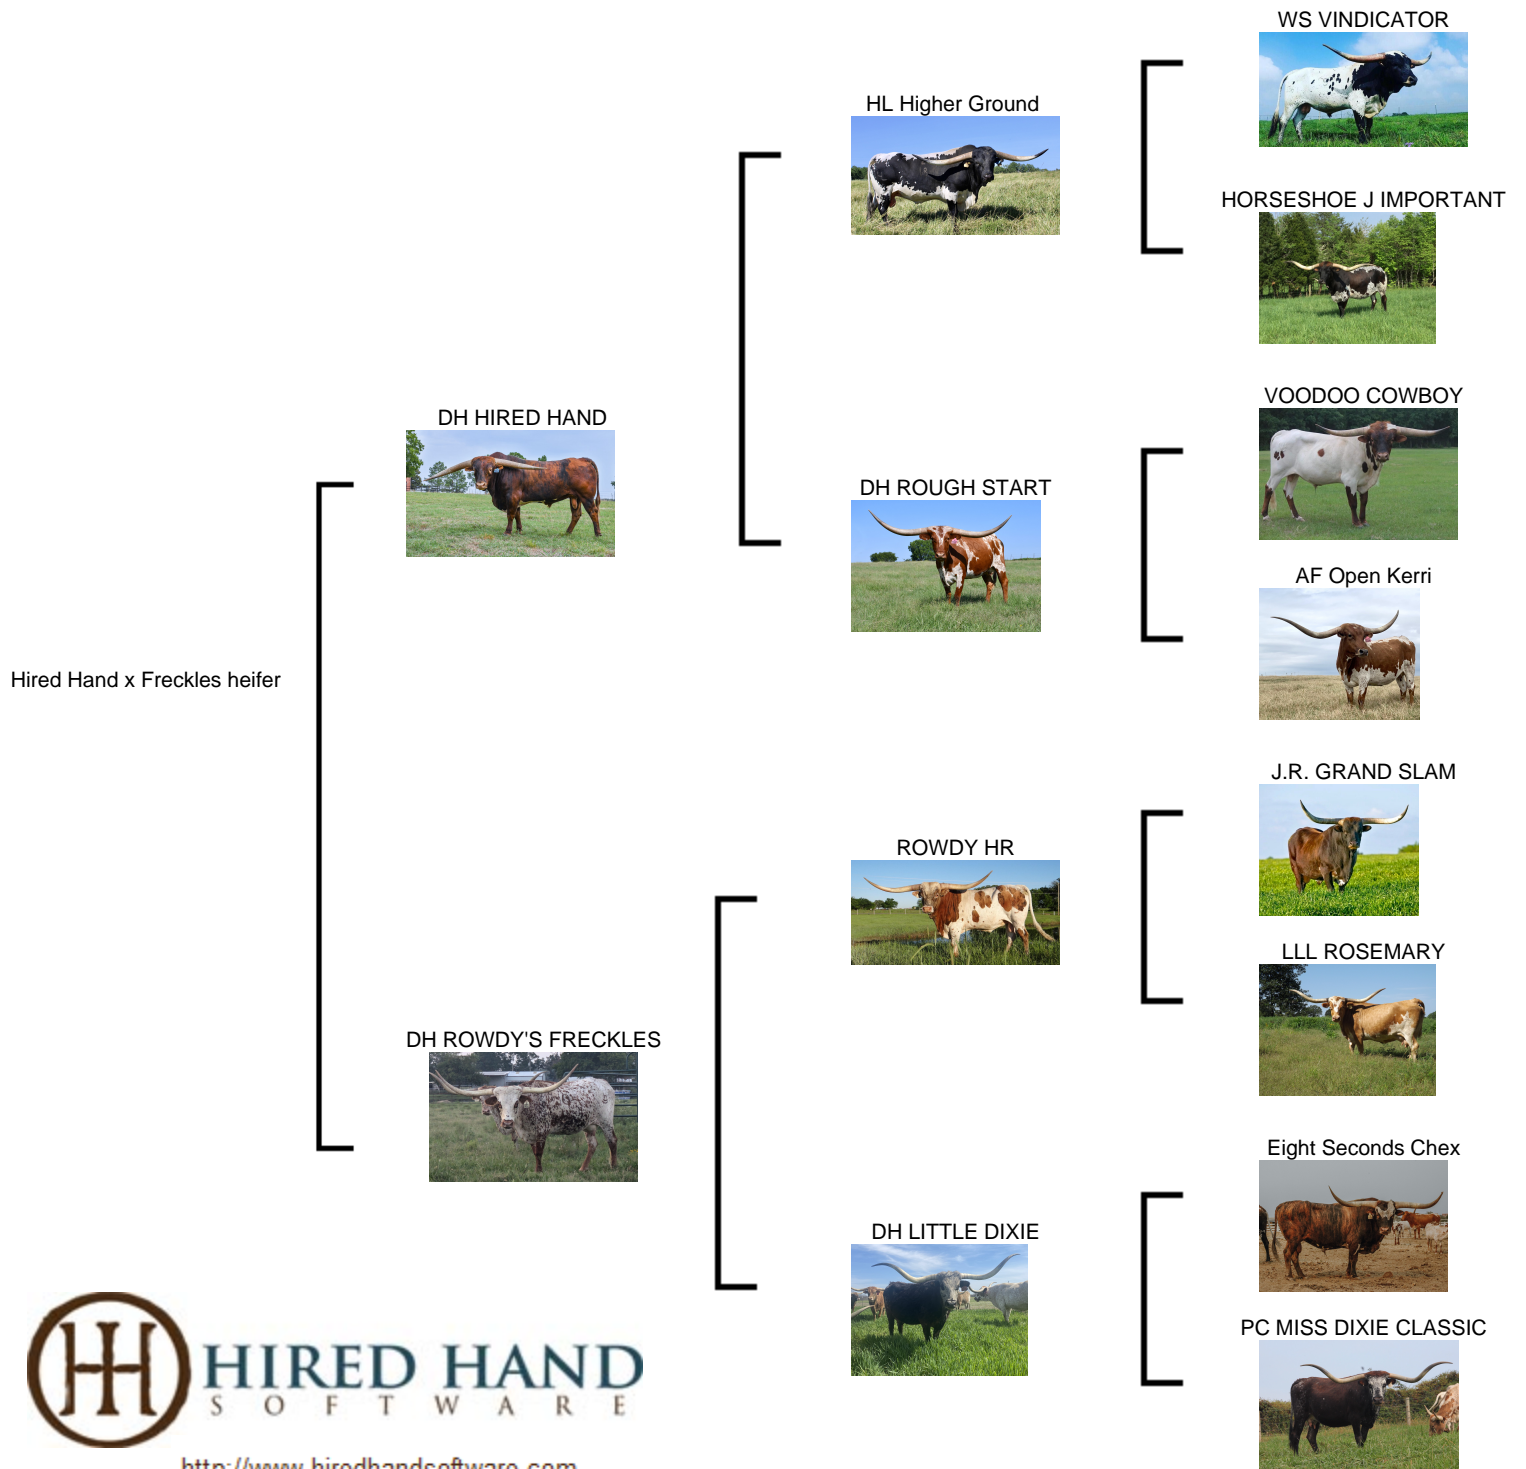 WS VINDICATOR
HL Higher Ground
HORSESHOE J IMPORTANT
DH HIRED HAND
VOODOO COWBOY
DH ROUGH START
AF Open Kerri
Hired Hand x Freckles heifer
J.R. GRAND SLAM
ROWDY HR
LLL ROSEMARY
DH ROWDY'S FRECKLES
Eight Seconds Chex
DH LITTLE DIXIE
PC MISS DIXIE CLASSIC
HIRED HAND
SOFTWARE
http://www.hiredhandsoftware.com